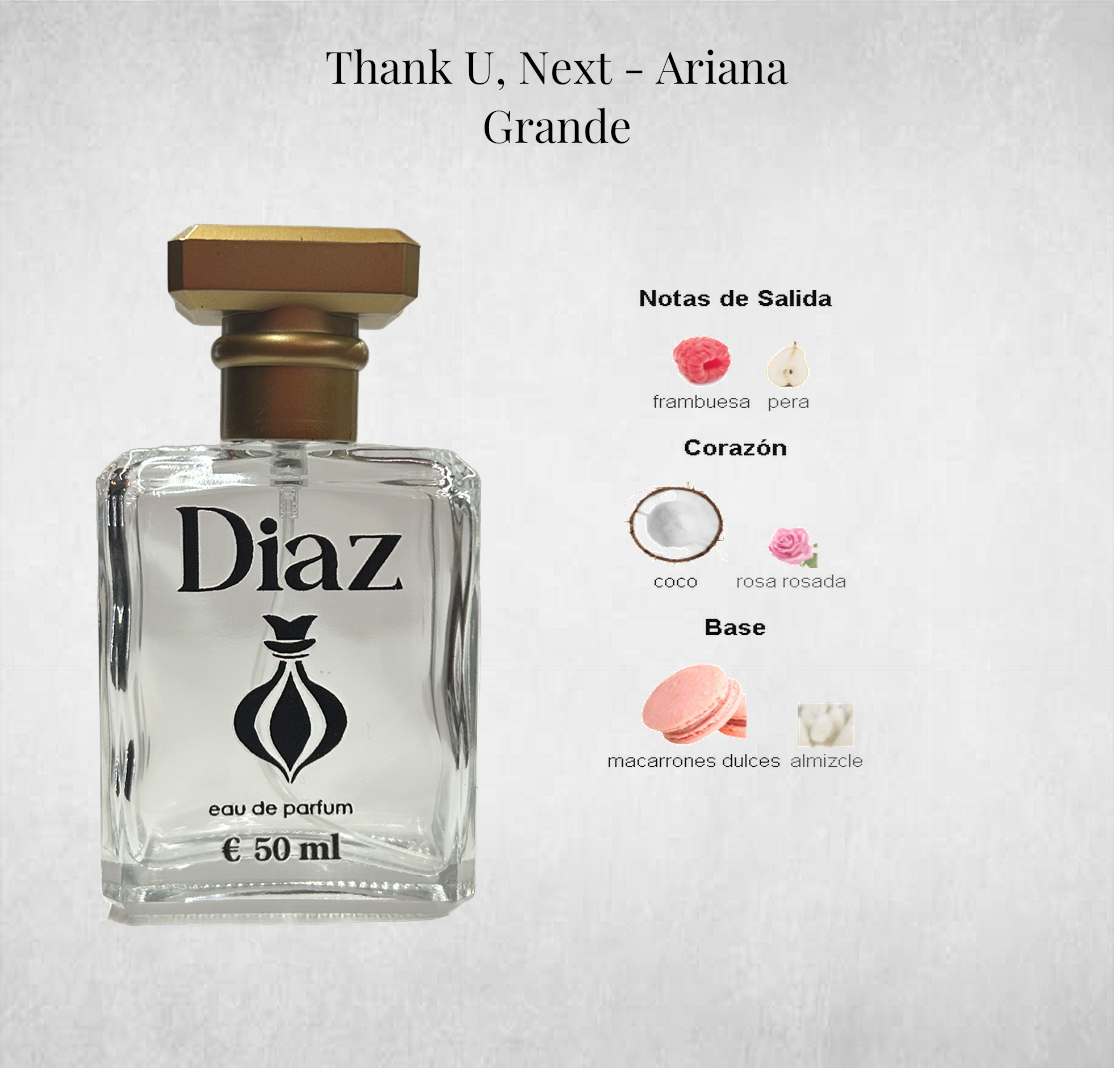 Thank U, Next - Ariana
Grande
Notas de Salida
frambuesa pera
Corazón
coco rosa rosada
Base
macarrones dulces almizcle
Diaz
eau de parfum
€ 50 ml